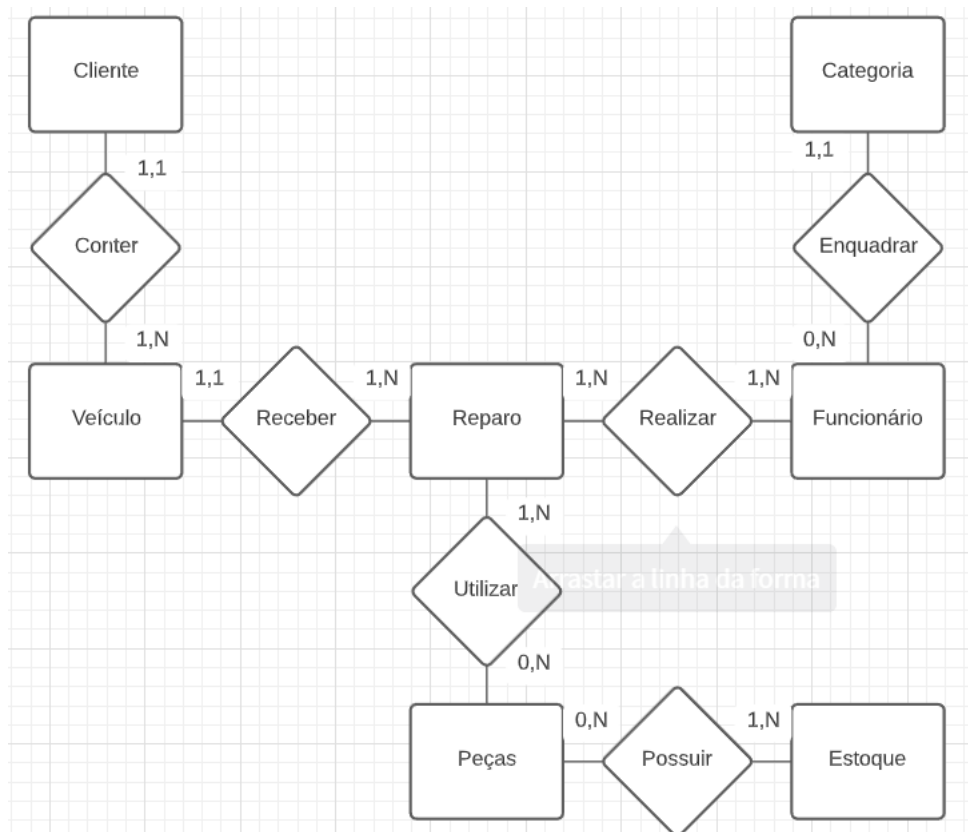 Cliente
Categoria
1,1
1,1
Conter
Enquadrar
1,N
0,N
Veículo
1,1
Receber
1,N
Reparo
1,N
Realizar
1,N
Funcionário
1,N
Utilizar
Arrastar a linha da forma
0,N
Peças
0,N
Possuir
1,N
Estoque